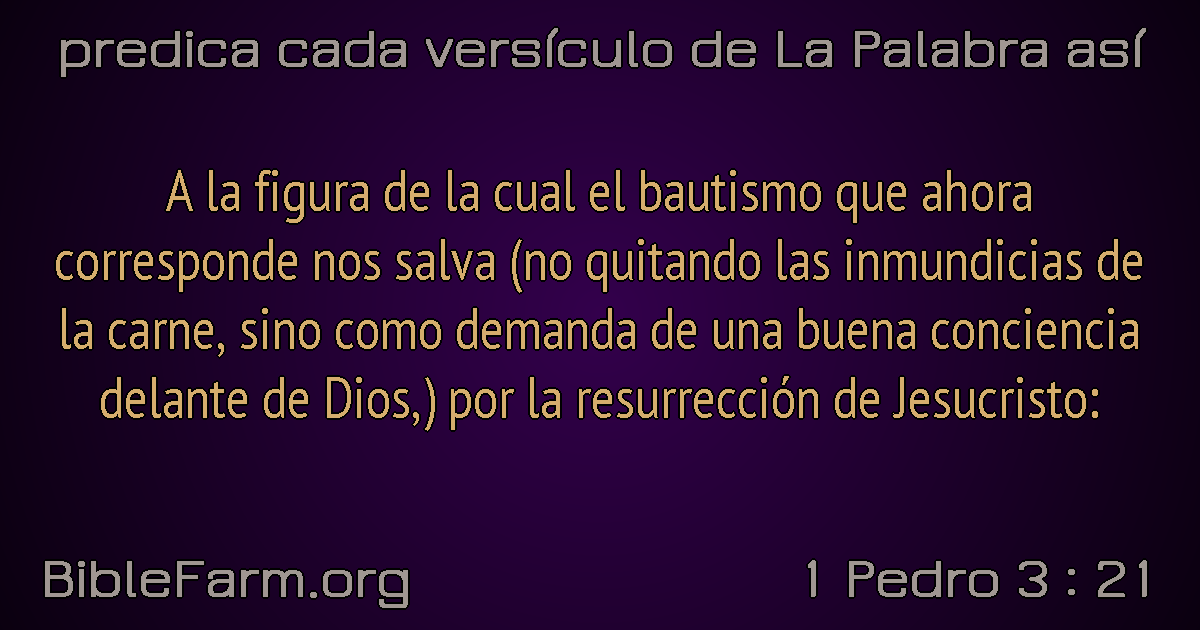 predica cada versículo de La Palabra así
A la figura de la cual el bautismo que ahora
corresponde nos salva (no quitando las inmundicias de
la carne, sino como demanda de una buena conciencia
delante de Dios,) por la resurrección de Jesucristo:
BibleFarm.org
1 Pedro 3 : 21